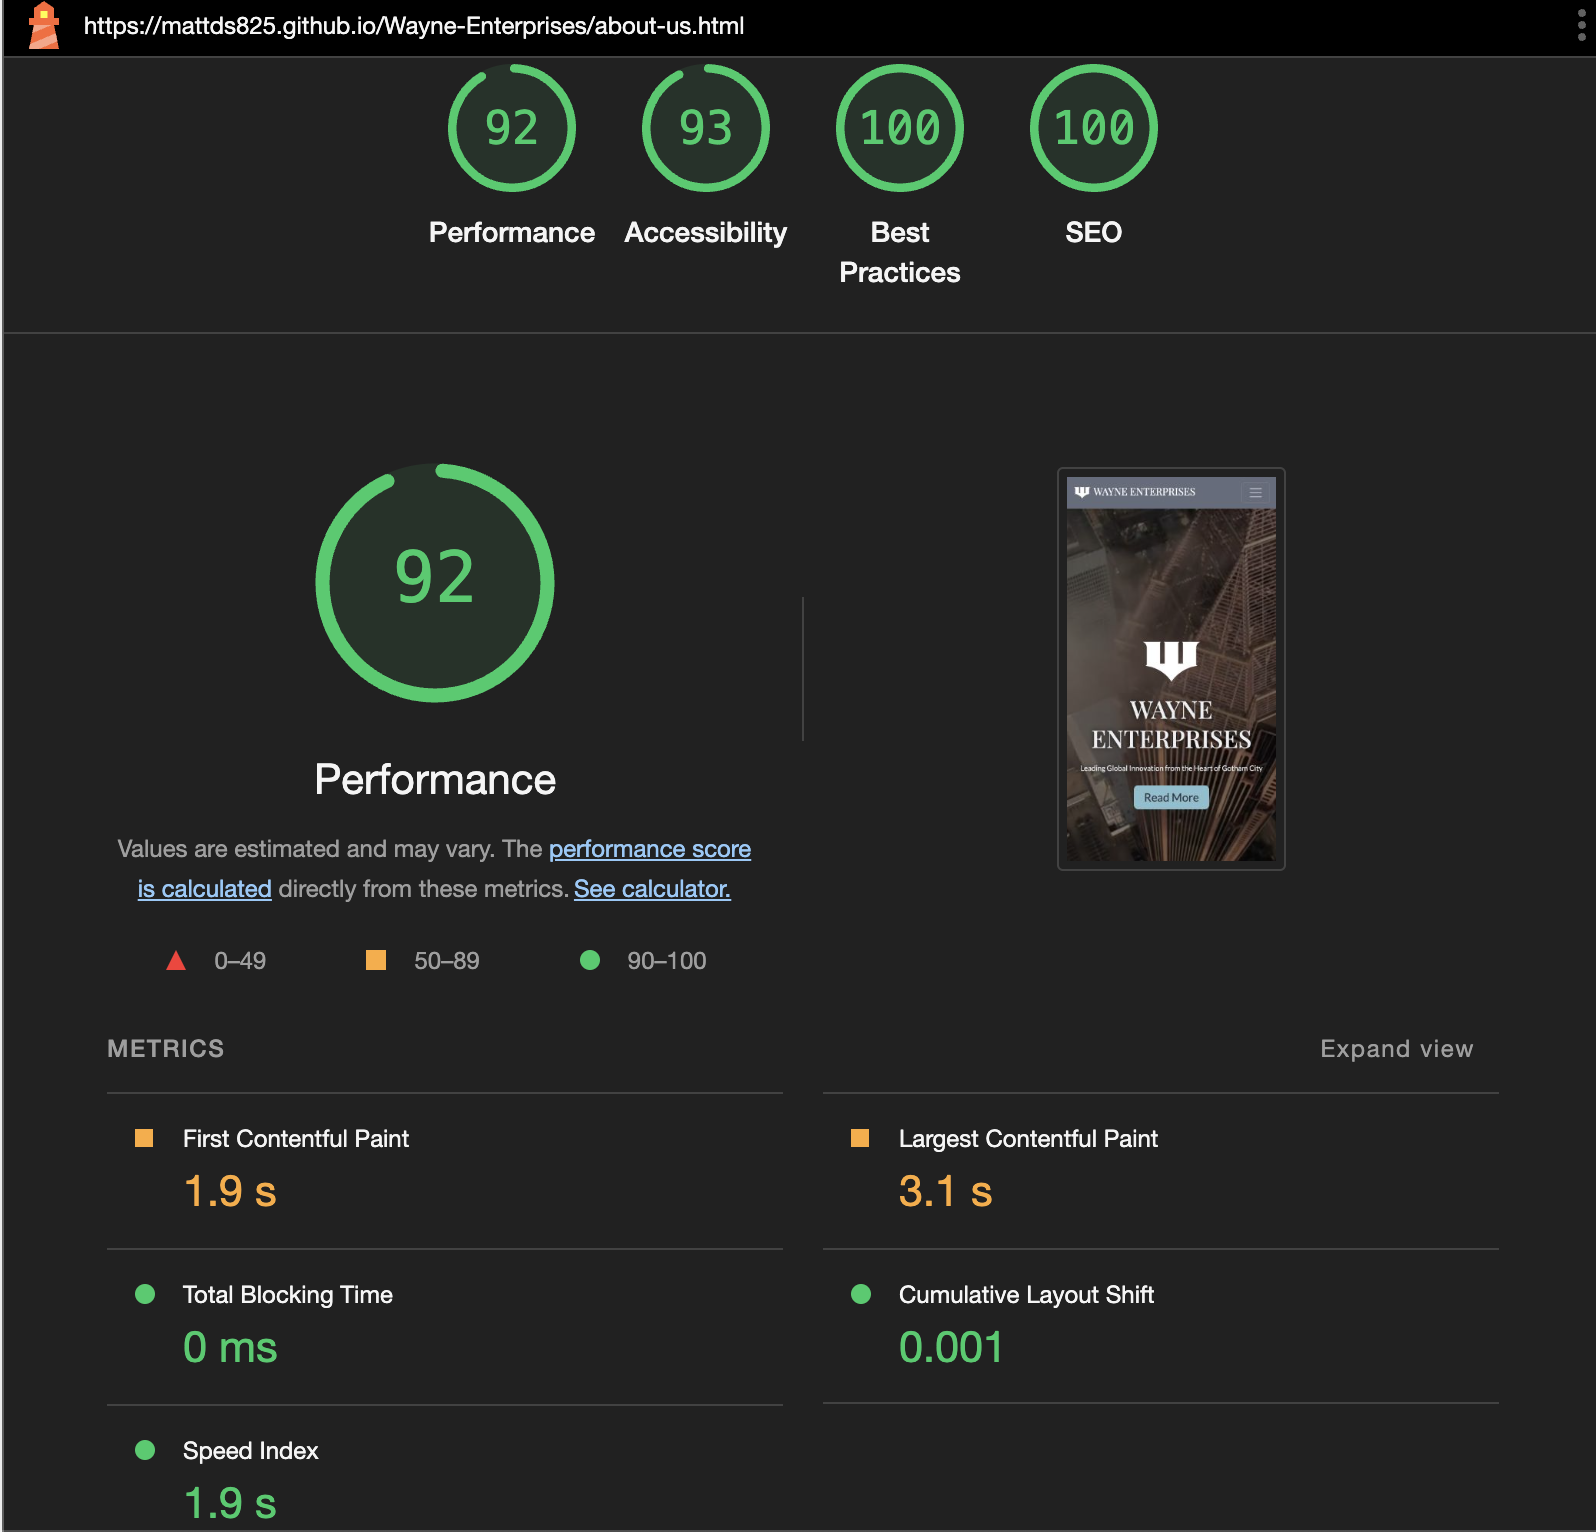 https://mattds825.github.io/Wayne-Enterprises/about-us.html
92
93
100
100
Performance
Accessibility
Best
Practices
SEO
92
Performance
Values are estimated and may vary. The performance score
is calculated directly from these metrics. See calculator.
0–49
50–89
90–100
WAYNE ENTERPRISES
WAYNE
ENTERPRISES
Leading Global Innovation from the Heart of Gotham City
Read More
METRICS
Expand view
First Contentful Paint
1.9 s
Largest Contentful Paint
3.1 s
Total Blocking Time
0 ms
Cumulative Layout Shift
0.001
Speed Index
1.9 s